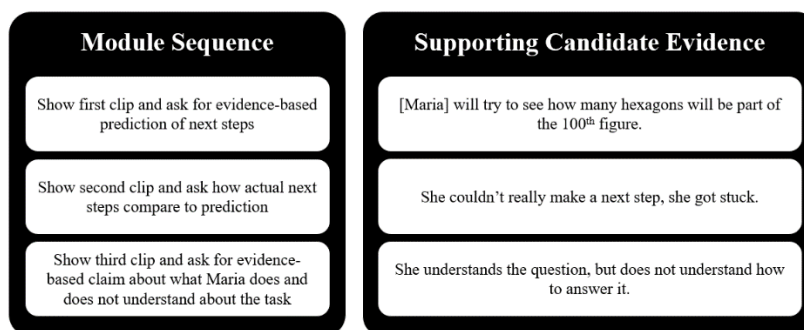 Module Sequence
Show first clip and ask for evidence-based
prediction of next steps
Show second clip and ask how actual next
steps compare to prediction
Show third clip and ask for evidence-
based claim about what Maria does and
does not understand about the task
Supporting Candidate Evidence
[Maria] will try to see how many hexagons will be part of
the 100th figure.
She couldn’t really make a next step, she got stuck.
She understands the question, but does not understand how
to answer it.